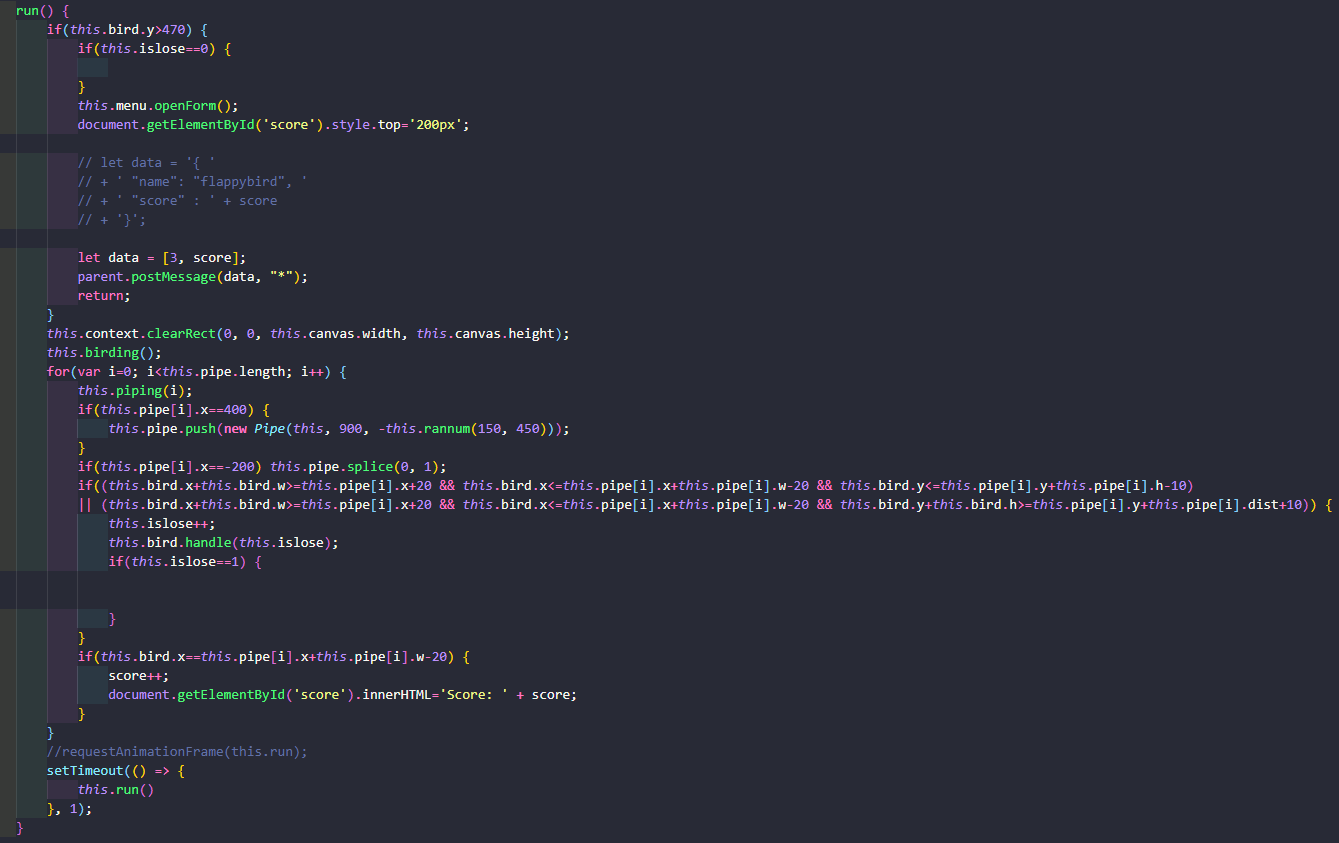 run() {
if(this.bird.y>470) {
if(this.islose==0) {
}
this.menu.openForm();
document.getElementById('score').style.top='200px';
// let data = '{ '
// + ' "name": "flappybird", '
// + ' "score" : ' + score
// + '}';
let data = [3, score];
parent.postMessage(data, "*");
return;
}
this.context.clearRect(0, 0, this.canvas.width, this.canvas.height);
this.birding();
for(var i=0; i<this.pipe.length; i++) {
this.piping(i);
if(this.pipe[i].x==400) {
this.pipe.push(new Pipe(this, 900, -this.rannum(150, 450)));
}
if(this.pipe[i].x==-200) this.pipe.splice(0, 1);
if((this.bird.x+this.bird.w>=this.pipe[i].x+20 && this.bird.x<=this.pipe[i].x+this.pipe[i].w-20 && this.bird.y<=this.pipe[i].y+this.pipe[i].h-10)
|| (this.bird.x+this.bird.w>=this.pipe[i].x+20 && this.bird.x<=this.pipe[i].x+this.pipe[i].w-20 && this.bird.y+this.bird.h>=this.pipe[i].y+this.pipe[i].dist+10)) {
this.islose++;
this.bird.handle(this.islose);
if(this.islose==1) {
}
}
if(this.bird.x==this.pipe[i].x+this.pipe[i].w-20) {
score++;
document.getElementById('score').innerHTML='Score: ' + score;
}
}
//requestAnimationFrame(this.run);
setTimeout(() => {
this.run()
}, 1);
}